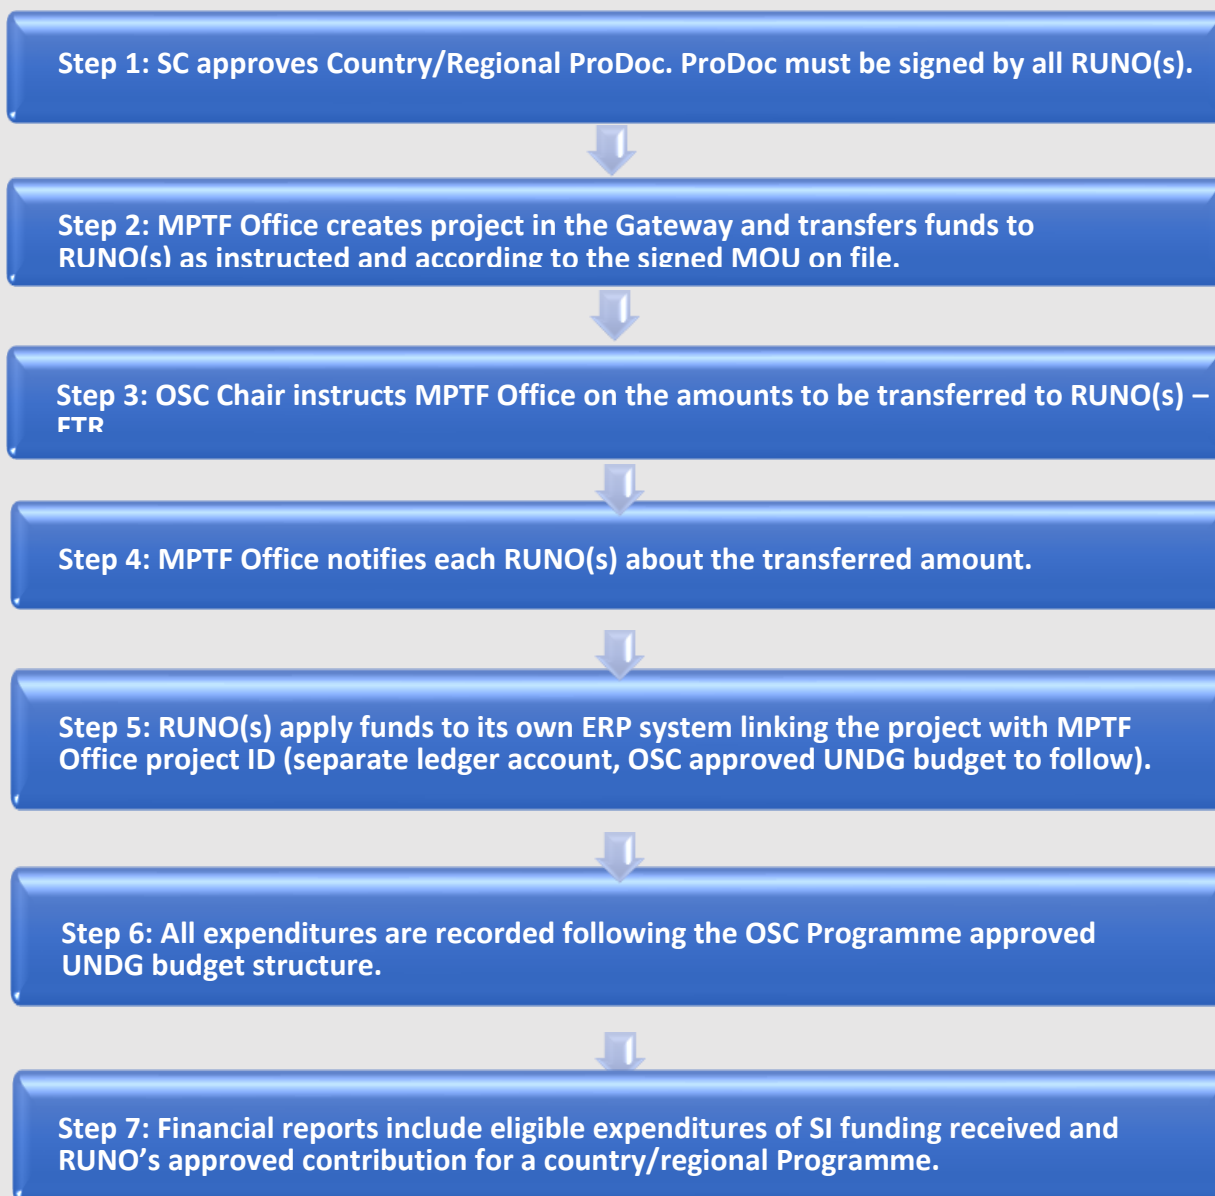 Step 1: SC approves Country/Regional ProDoc. ProDoc must be signed by all RUNO(s).
Step 2: MPTF Office creates project in the Gateway and transfers funds to
RUNO(s) as instructed and according to the signed MOU on file.
Step 3: OSC Chair instructs MPTF Office on the amounts to be transferred to RUNO(s) –
FTR
Step 4: MPTF Office notifies each RUNO(s) about the transferred amount.
Step 5: RUNO(s) apply funds to its own ERP system linking the project with MPTF
Office project ID (separate ledger account, OSC approved UNDG budget to follow).
Step 6: All expenditures are recorded following the OSC Programme approved
UNDG budget structure.
Step 7: Financial reports include eligible expenditures of SI funding received and
RUNO’s approved contribution for a country/regional Programme.